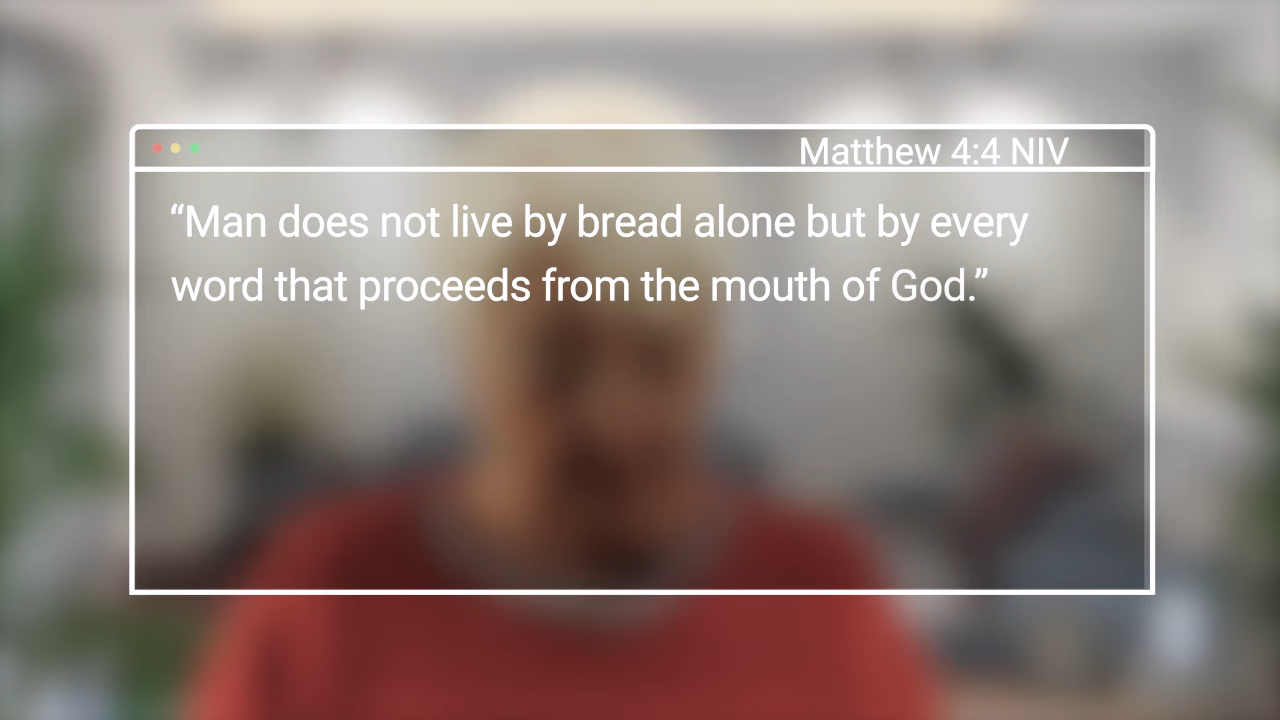 Matthew 4:4 NIV
“Man does not live by bread alone but by every
word that proceeds from the mouth of God.”